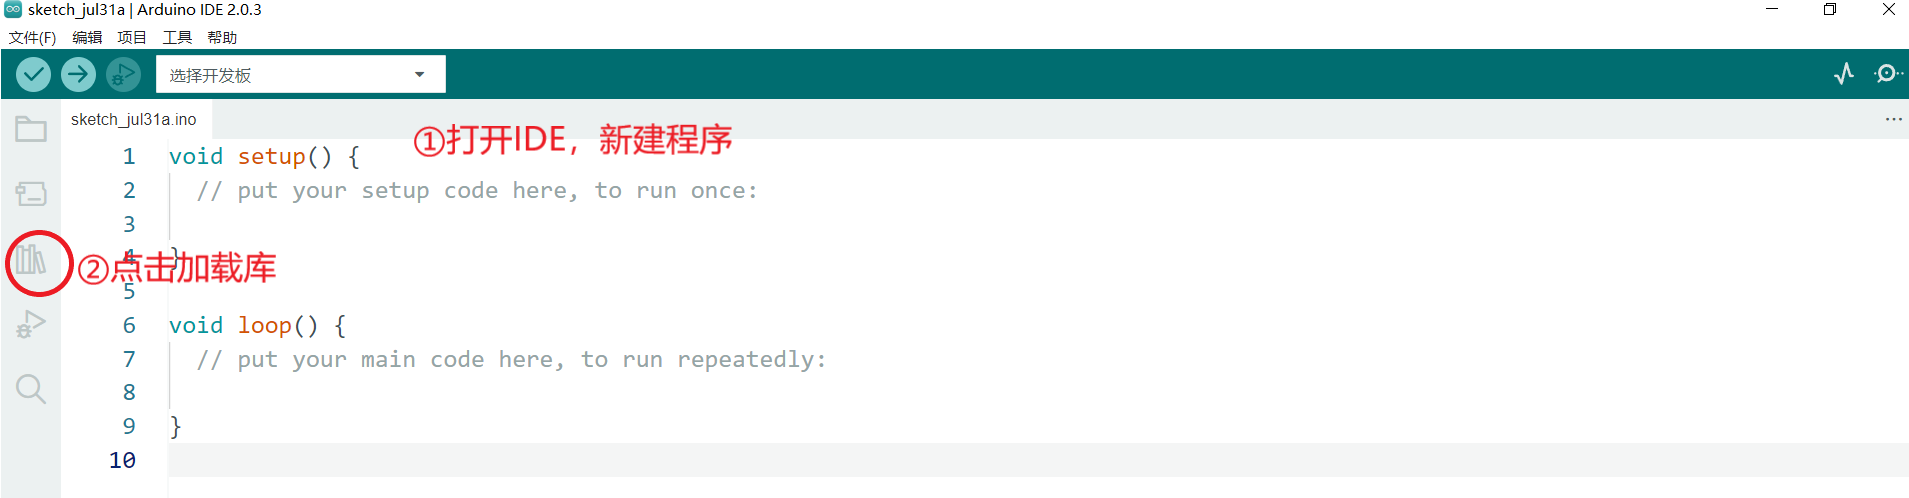 sketch_jul31a | Arduino IDE 2.0.3
文件(F) 编辑 项目 工具 帮助
选择开发板
sketch_jul31a.ino
①打开IDE，新建程序
1 void setup() {
2 // put your setup code here, to run once:
3
4 }
②点击加载库
5
6 void loop() {
7 // put your main code here, to run repeatedly:
8
9 }
10